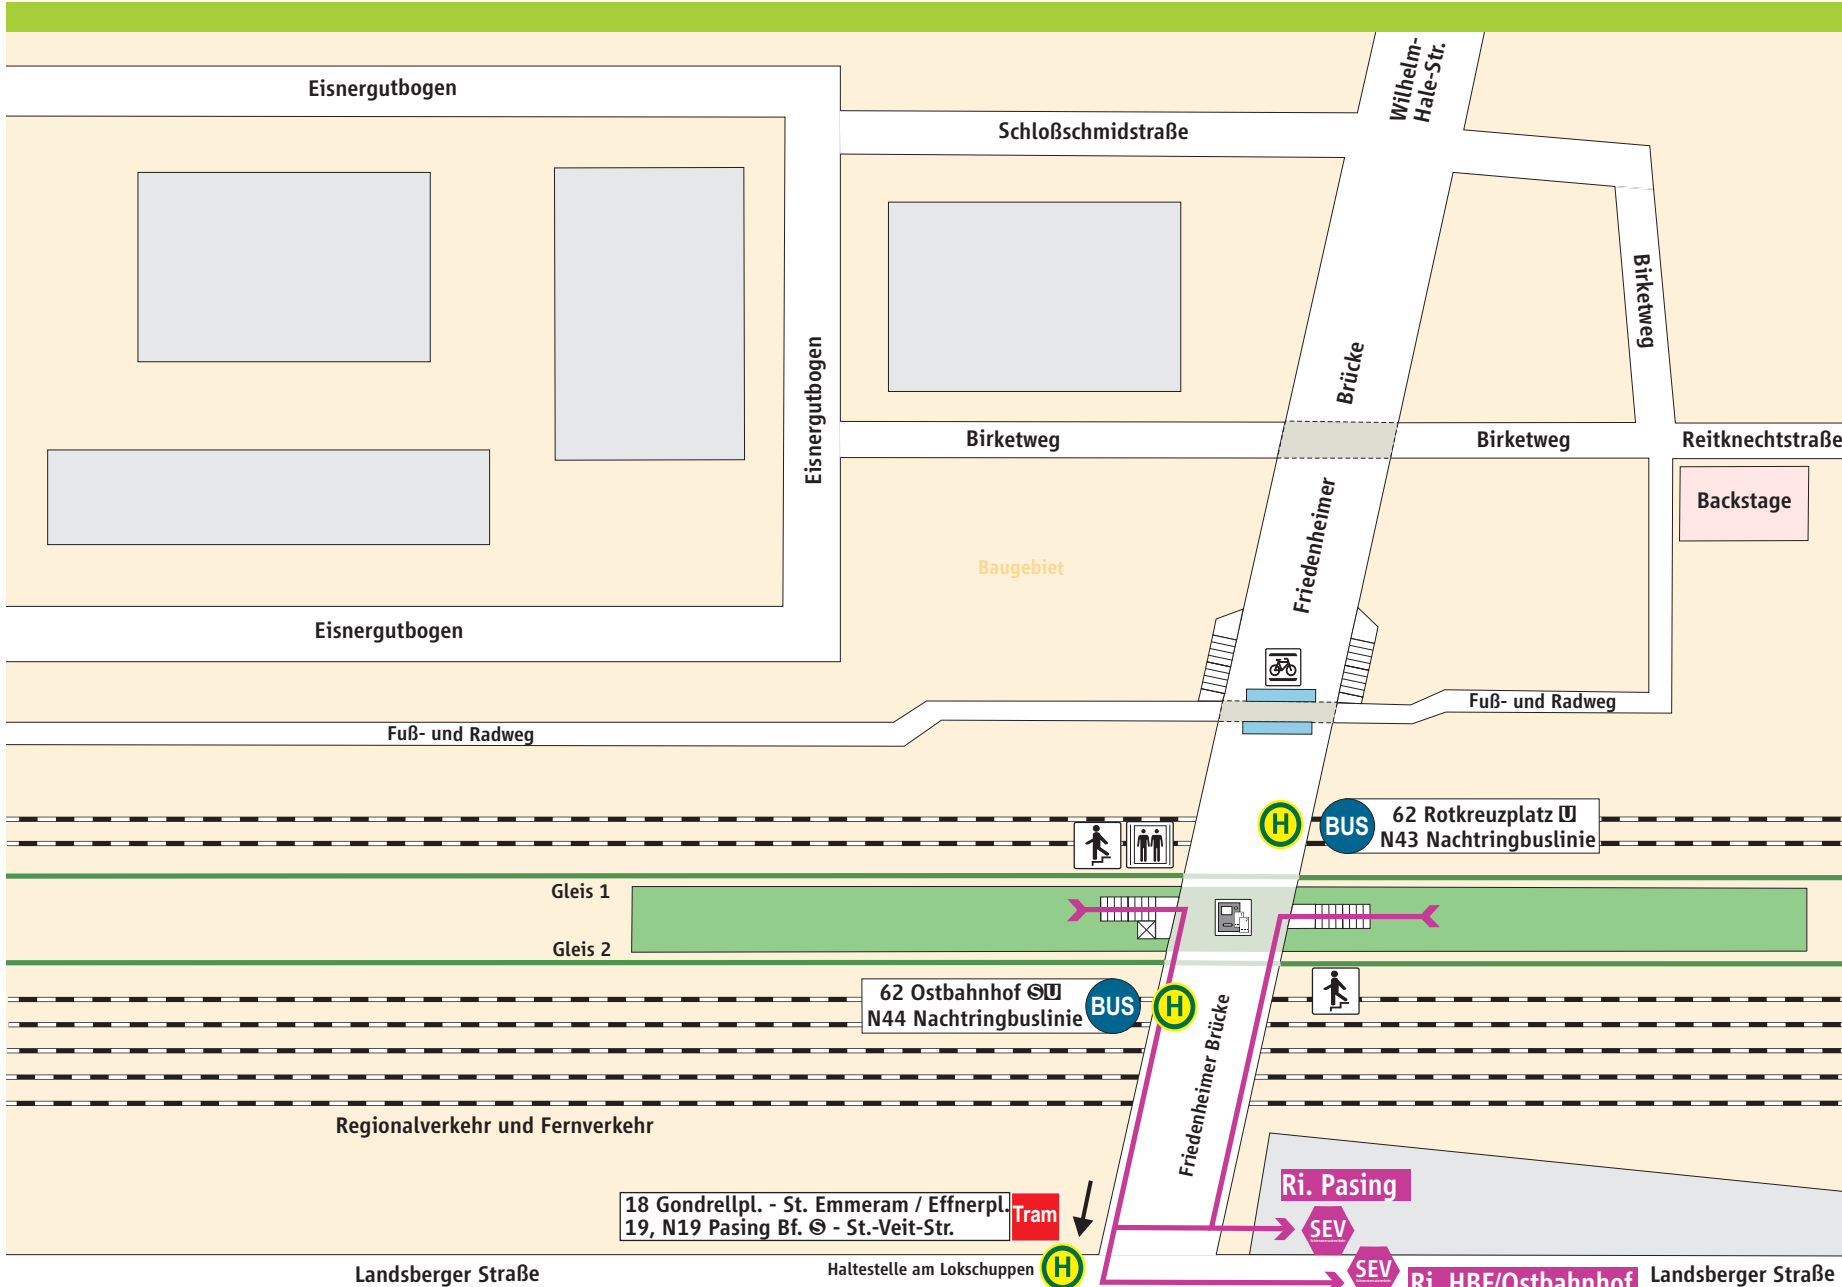 Wilhelm-
Hale-Str.
Eisnergutbogen
Schloßschmidstraße
Birketweg
Eisnergutbogen
Brücke
Birketweg
Birketweg
Reitknechtstraße
Backstage
Friedenheimer
Baugebiet
Eisnergutbogen
Fuß- und Radweg
Fuß- und Radweg
H
BUS
62 Rotkreuzplatz U
N43 Nachtringbuslinie
Gleis 1
Gleis 2
62 Ostbahnhof S U
N44 Nachtringbuslinie
BUS
H
Friedenheimer Brücke
Regionalverkehr und Fernverkehr
Ri. Pasing
18 Gondrellpl. - St. Emmeram / Effnerpl.
19, N19 Pasing Bf. S - St.-Veit-Str.
Tram
SEV
Haltestelle am Lokschuppen
H
SEV
Landsberger Straße
Ri. HBF/Ostbahnhof
Landsberger Straße